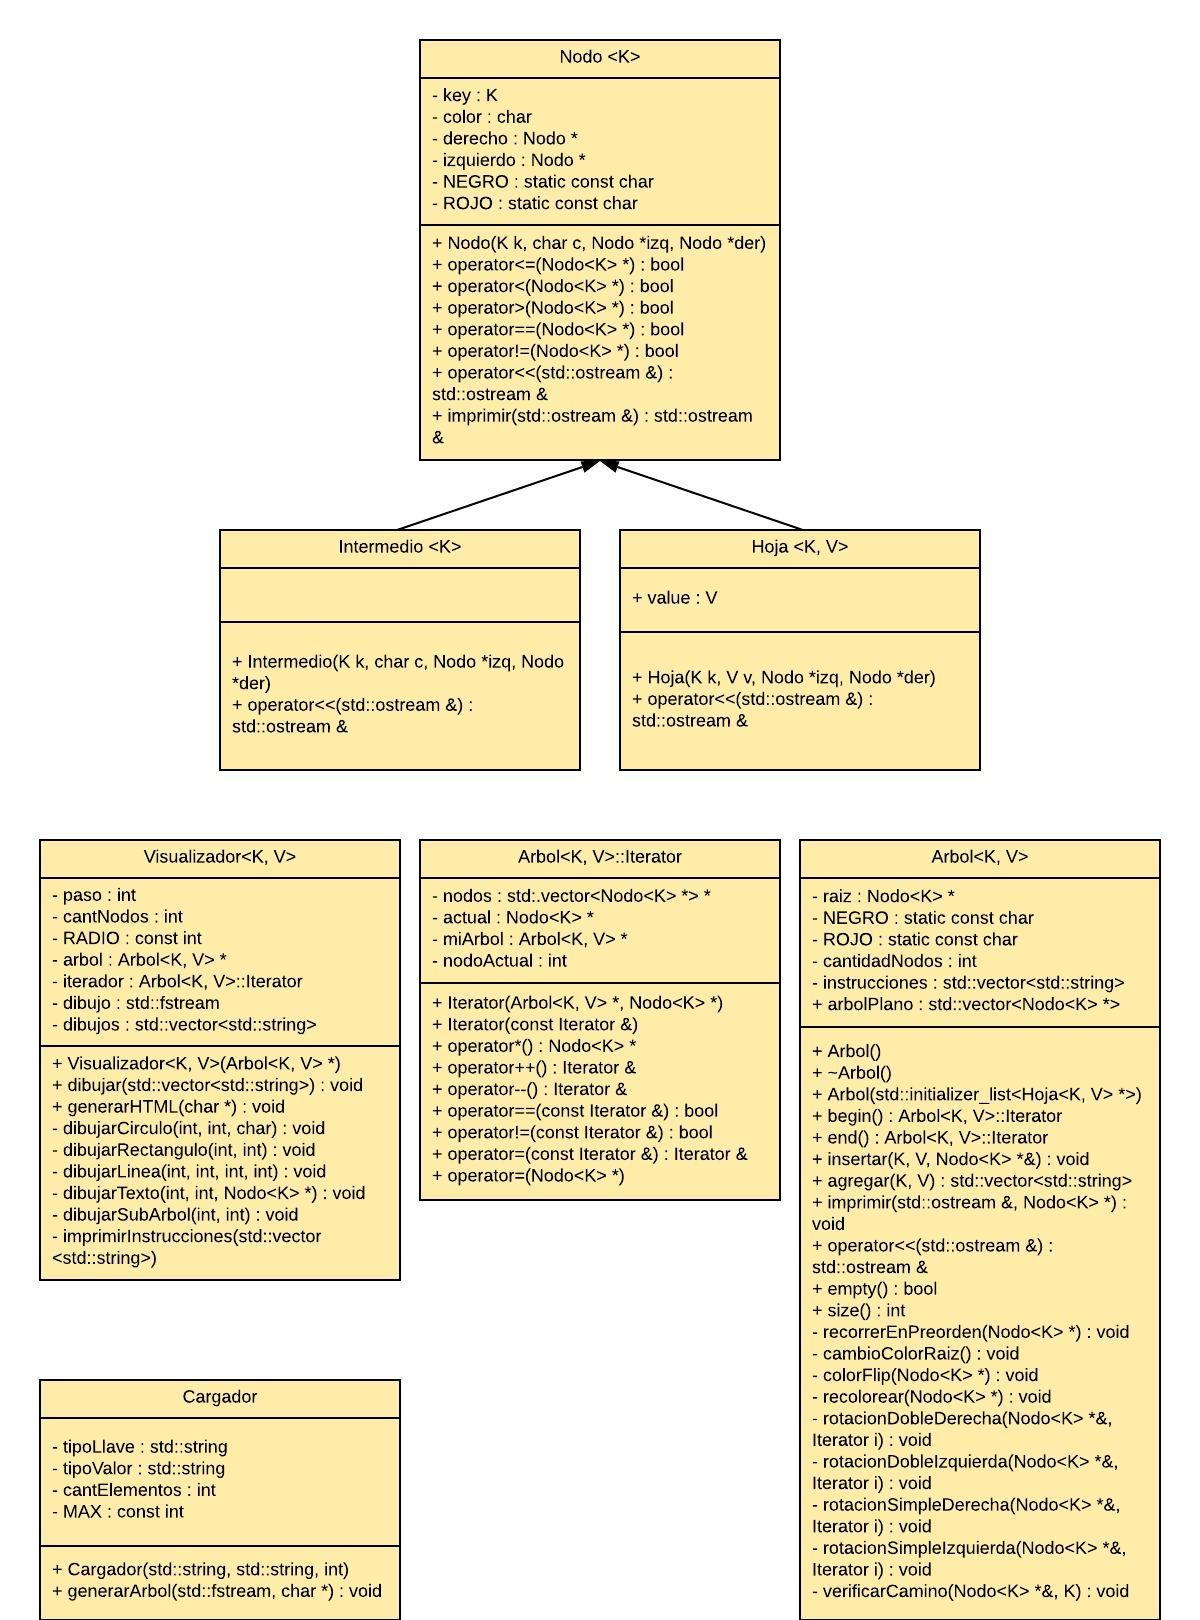 Nodo <K>
- key : K
- color : char
- derecho : Nodo *
- izquierdo : Nodo *
- NEGRO : static const char
- ROJO : static const char
+ Nodo(K k, char c, Nodo *izq, Nodo *der)
+ operator<=(Nodo<K> *) : bool
+ operator<(Nodo<K> *) : bool
+ operator>(Nodo<K> *) : bool
+ operator==(Nodo<K> *) : bool
+ operator!=(Nodo<K> *) : bool
+ operator<<(std::ostream &) :
std::ostream &
+ imprimir(std::ostream &) : std::ostream
&
Intermedio <K>
+ Intermedio(K k, char c, Nodo *izq, Nodo
*der)
+ operator<<(std::ostream &) :
std::ostream &
Hoja <K, V>
+ value : V
+ Hoja(K k, V v, Nodo *izq, Nodo *der)
+ operator<<(std::ostream &) :
std::ostream &
Visualizador<K, V>
- paso : int
- cantNodos : int
- RADIO : const int
- arbol : Arbol<K, V> *
- iterador : Arbol<K, V>::Iterator
- dibujo : std::fstream
- dibujos : std::vector<std::string>
+ Visualizador<K, V>(Arbol<K, V> *)
+ dibujar(std::vector<std::string>) : void
+ generarHTML(char *) : void
- dibujarCirculo(int, int, char) : void
- dibujarRectangulo(int, int) : void
- dibujarLinea(int, int, int, int) : void
- dibujarTexto(int, int, Nodo<K> *) : void
- dibujarSubArbol(int, int) : void
- imprimirInstrucciones(std::vector
<std::string>)
Arbol<K, V>::Iterator
- nodos : std:.vector<Nodo<K> *> *
- actual : Nodo<K> *
- miArbol : Arbol<K, V> *
- nodoActual : int
+ Iterator(Arbol<K, V> *, Nodo<K> *)
+ Iterator(const Iterator &)
+ operator*() : Nodo<K> *
+ operator++() : Iterator &
+ operator--() : Iterator &
+ operator==(const Iterator &) : bool
+ operator!=(const Iterator &) : bool
+ operator=(const Iterator &) : Iterator &
+ operator=(Nodo<K> *)
Arbol<K, V>
- raiz : Nodo<K> *
- NEGRO : static const char
- ROJO : static const char
- cantidadNodos : int
- instrucciones : std::vector<std::string>
+ arbolPlano : std::vector<Nodo<K> *>
+ Arbol()
+ ~Arbol()
+ Arbol(std::initializer_list<Hoja<K, V> *>)
+ begin() : Arbol<K, V>::Iterator
+ end() : Arbol<K, V>::Iterator
+ insertar(K, V, Nodo<K> *&) : void
+ agregar(K, V) : std::vector<std::string>
+ imprimir(std::ostream &, Nodo<K> *) :
void
+ operator<<(std::ostream &) :
std::ostream &
+ empty() : bool
+ size() : int
- recorrerEnPreorden(Nodo<K> *) : void
- cambioColorRaiz() : void
- colorFlip(Nodo<K> *) : void
- recolorear(Nodo<K> *) : void
- rotacionDobleDerecha(Nodo<K> *&,
Iterator i) : void
- rotacionDobleIzquierda(Nodo<K> *&,
Iterator i) : void
- rotacionSimpleDerecha(Nodo<K> *&,
Iterator i) : void
- rotacionSimpleIzquierda(Nodo<K> *&,
Iterator i) : void
- verificarCamino(Nodo<K> *&, K) : void
Cargador
- tipoLlave : std::string
- tipoValor : std::string
- cantElementos : int
- MAX : const int
+ Cargador(std::string, std::string, int)
+ generarArbol(std::fstream, char *) : void